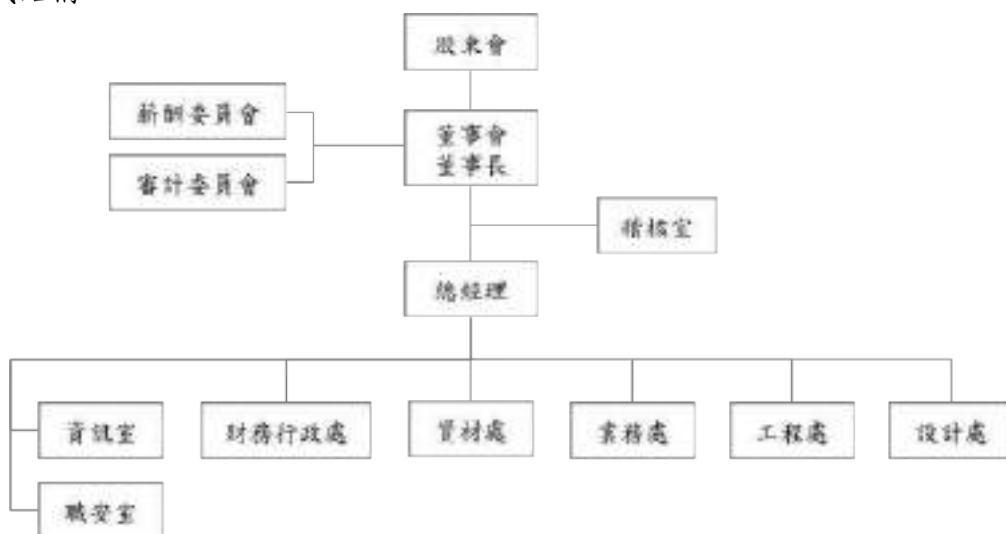 股東會
薪酬委員會
董事會
董事長
審計委員會
稽核室
總經理
資訊室
財務行政處
資材處
業務處
工程處
設計處
職安室